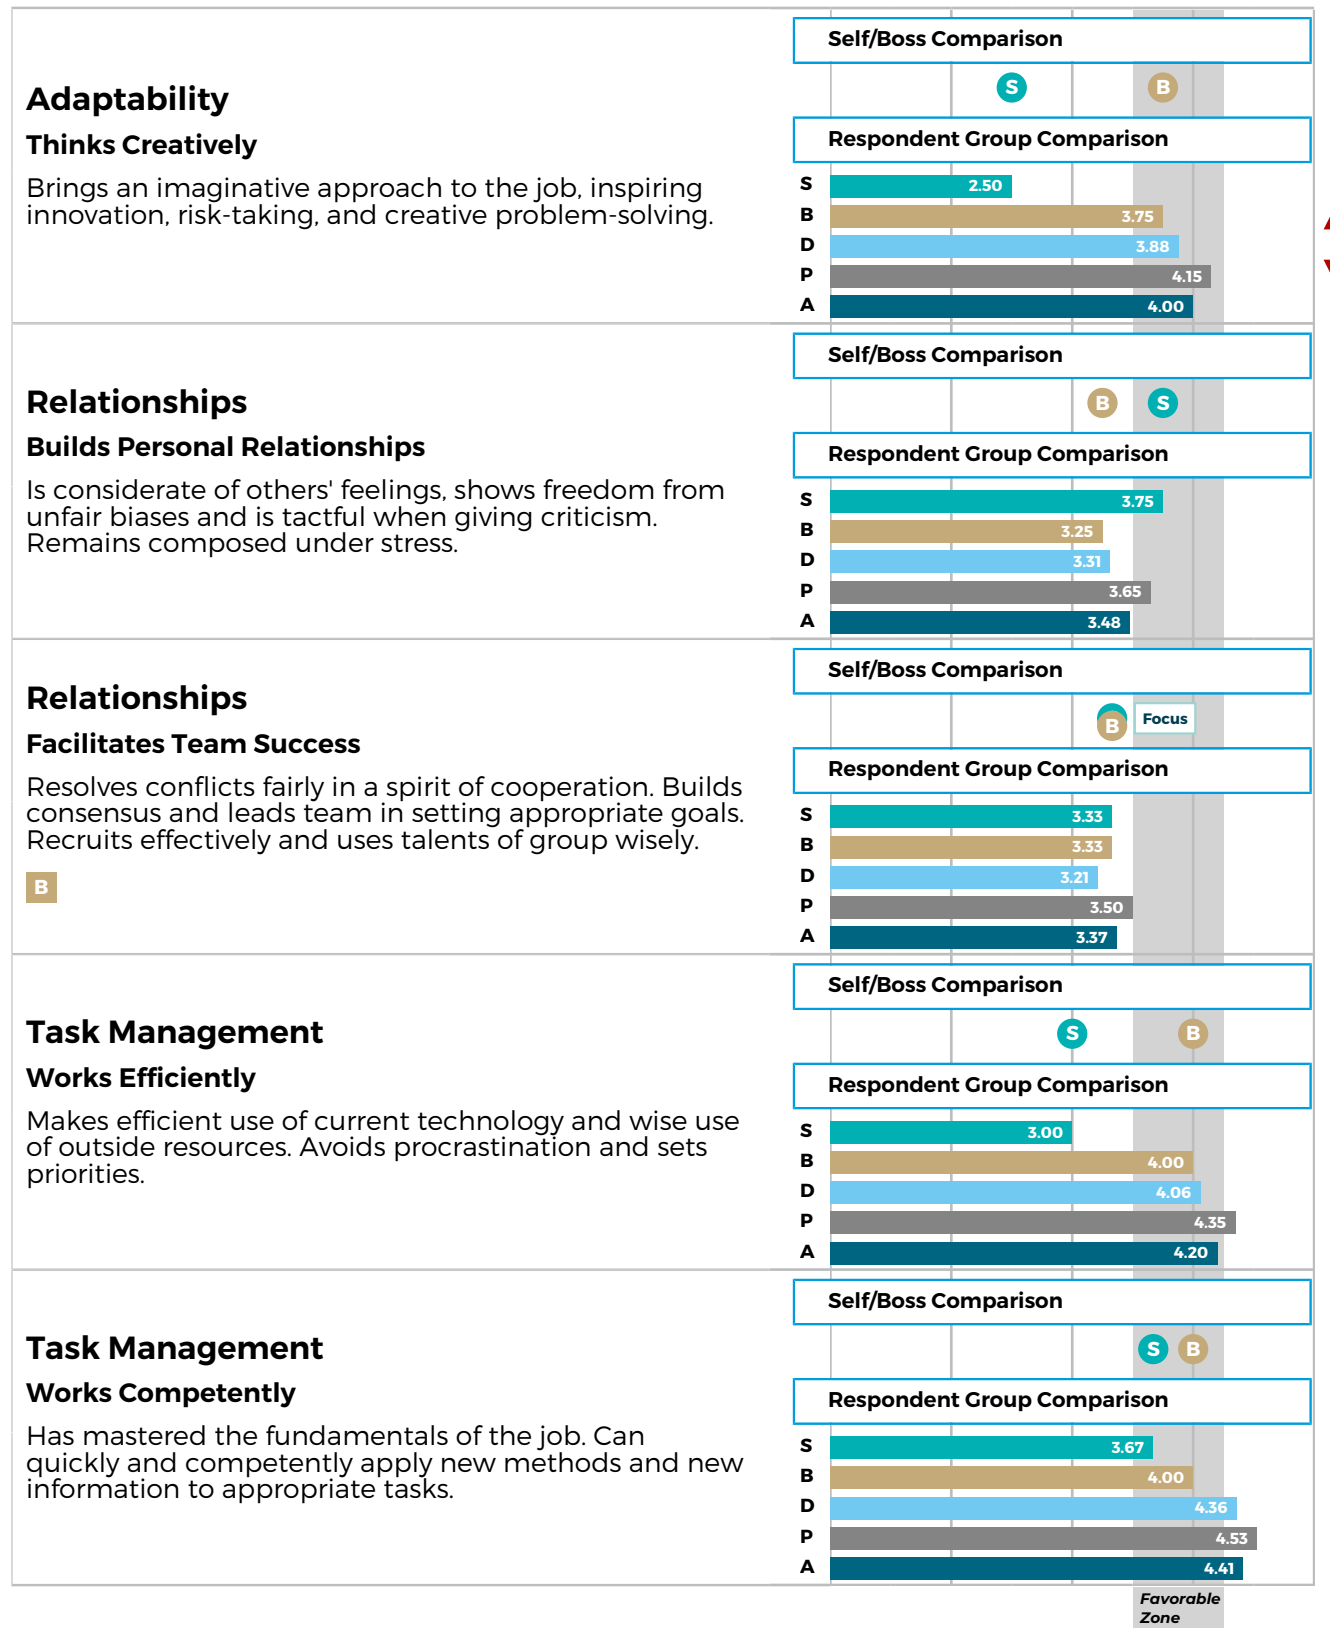 Self/Boss Comparison
Adaptability
S
B
Thinks Creatively
Respondent Group Comparison
Brings an imaginative approach to the job, inspiring
innovation, risk-taking, and creative problem-solving.
S 2.50
B 3.75
D 3.88
P 4.15
A 4.00
Self/Boss Comparison
Relationships
B
S
Builds Personal Relationships
Respondent Group Comparison
Is considerate of others' feelings, shows freedom from
unfair biases and is tactful when giving criticism.
Remains composed under stress.
S 3.75
B 3.25
D 3.31
P 3.65
A 3.48
Self/Boss Comparison
Relationships
B
Focus
Facilitates Team Success
Respondent Group Comparison
Resolves conflicts fairly in a spirit of cooperation. Builds
consensus and leads team in setting appropriate goals.
Recruits effectively and uses talents of group wisely.
B
S 3.33
B 3.33
D 3.21
P 3.50
A 3.37
Self/Boss Comparison
Task Management
S
B
Works Efficiently
Respondent Group Comparison
Makes efficient use of current technology and wise use
of outside resources. Avoids procrastination and sets
priorities.
S 3.00
B 4.00
D 4.06
P 4.35
A 4.20
Self/Boss Comparison
Task Management
S
B
Works Competently
Respondent Group Comparison
Has mastered the fundamentals of the job. Can
quickly and competently apply new methods and new
information to appropriate tasks.
S 3.67
B 4.00
D 4.36
P 4.53
A 4.41
Favorable
Zone